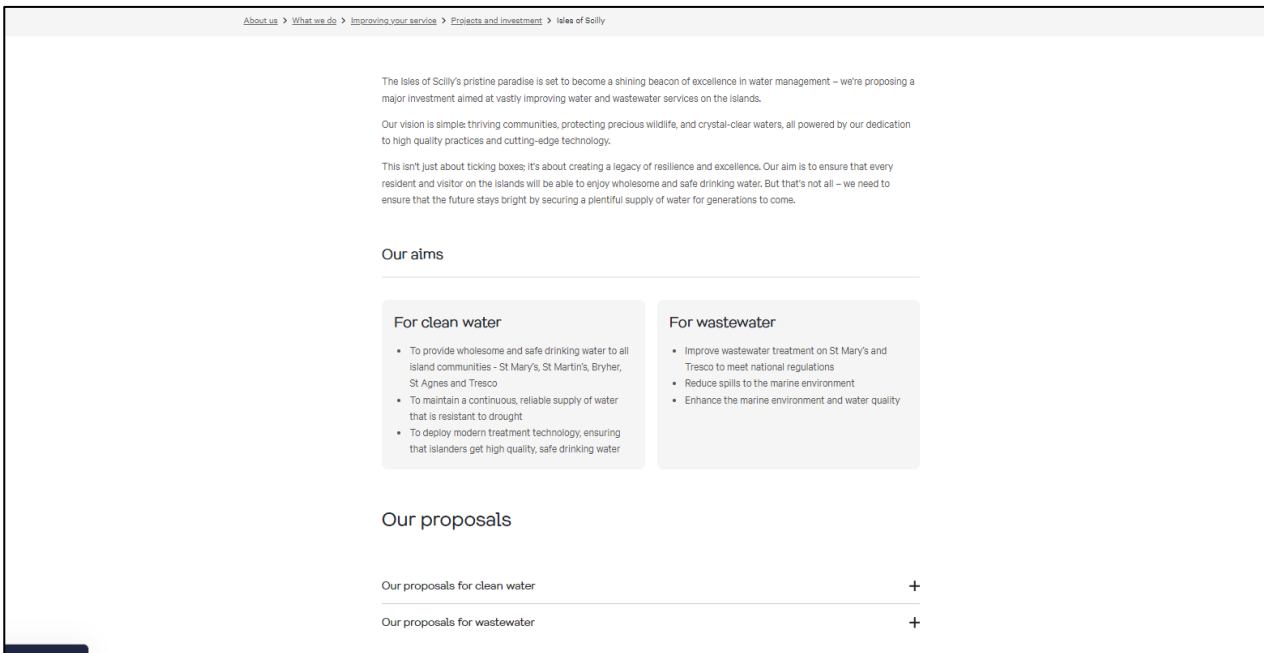 About us > What we do > Improving your service > Projects and investment > Isles of Scilly
The Isles of Scilly's pristine paradise is set to become a shining beacon of excellence in water management – we're proposing a
major investment aimed at vastly improving water and wastewater services on the islands.
Our vision is simple: thriving communities, protecting precious wildlife, and crystal-clear waters, all powered by our dedication
to high quality practices and cutting-edge technology.
This isn't just about ticking boxes; it's about creating a legacy of resilience and excellence. Our aim is to ensure that every
resident and visitor on the islands will be able to enjoy wholesome and safe drinking water. But that's not all – we need to
ensure that the future stays bright by securing a plentiful supply of water for generations to come.
Our aims
For clean water
• To provide wholesome and safe drinking water to all
island communities - St Mary's, St Martin's, Bryher,
St Agnes and Tresco
• To maintain a continuous, reliable supply of water
that is resistant to drought
• To deploy modern treatment technology, ensuring
that islanders get high quality, safe drinking water
For wastewater
• Improve wastewater treatment on St Mary's and
Tresco to meet national regulations
• Reduce spills to the marine environment
• Enhance the marine environment and water quality
Our proposals
Our proposals for clean water +
Our proposals for wastewater +